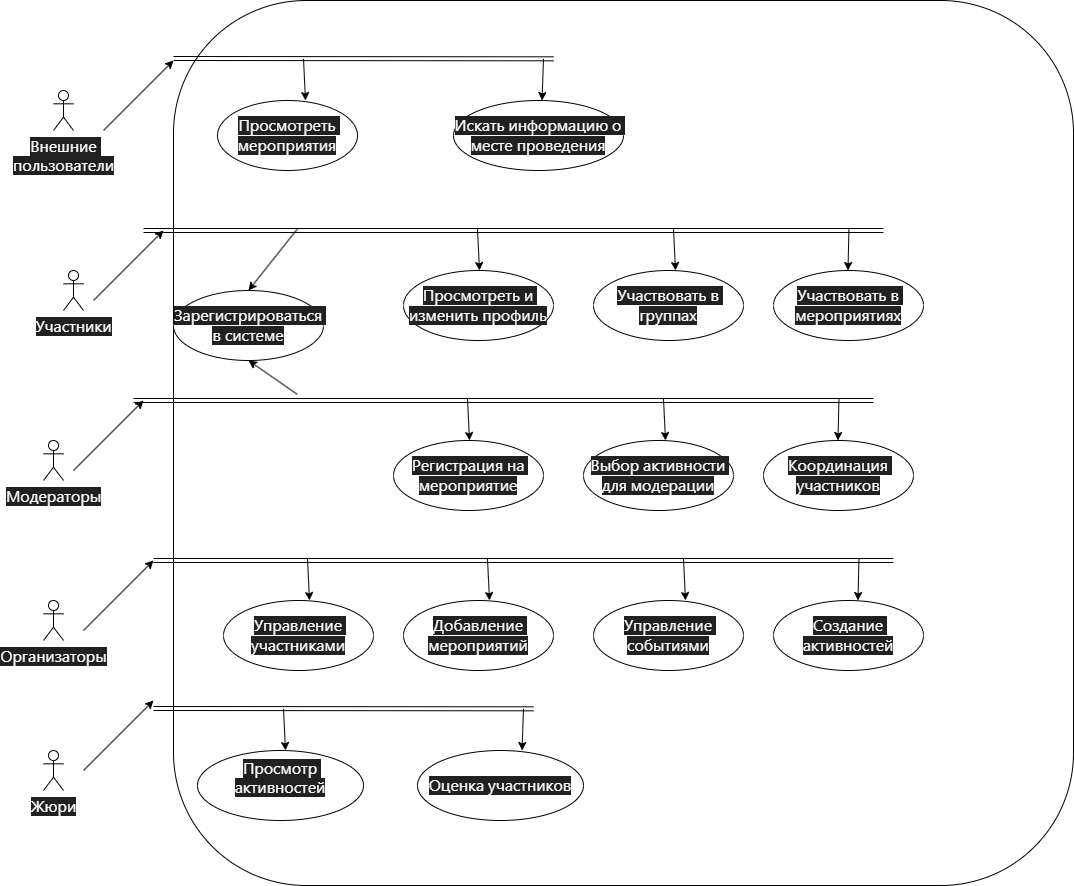 Просмотреть
мероприятия
Искать информацию о
месте проведения
Внешние
пользователи
Участники
Зарегистрироваться
в системе
Просмотреть и
изменить профиль
Участвовать в
группах
Участвовать в
мероприятиях
Модераторы
Регистрация на
мероприятие
Выбор активности
для модерации
Координация
участников
Организаторы
Управление
участниками
Добавление
мероприятий
Управление
событиями
Создание
активностей
Жюри
Просмотр
активностей
Оценка участников